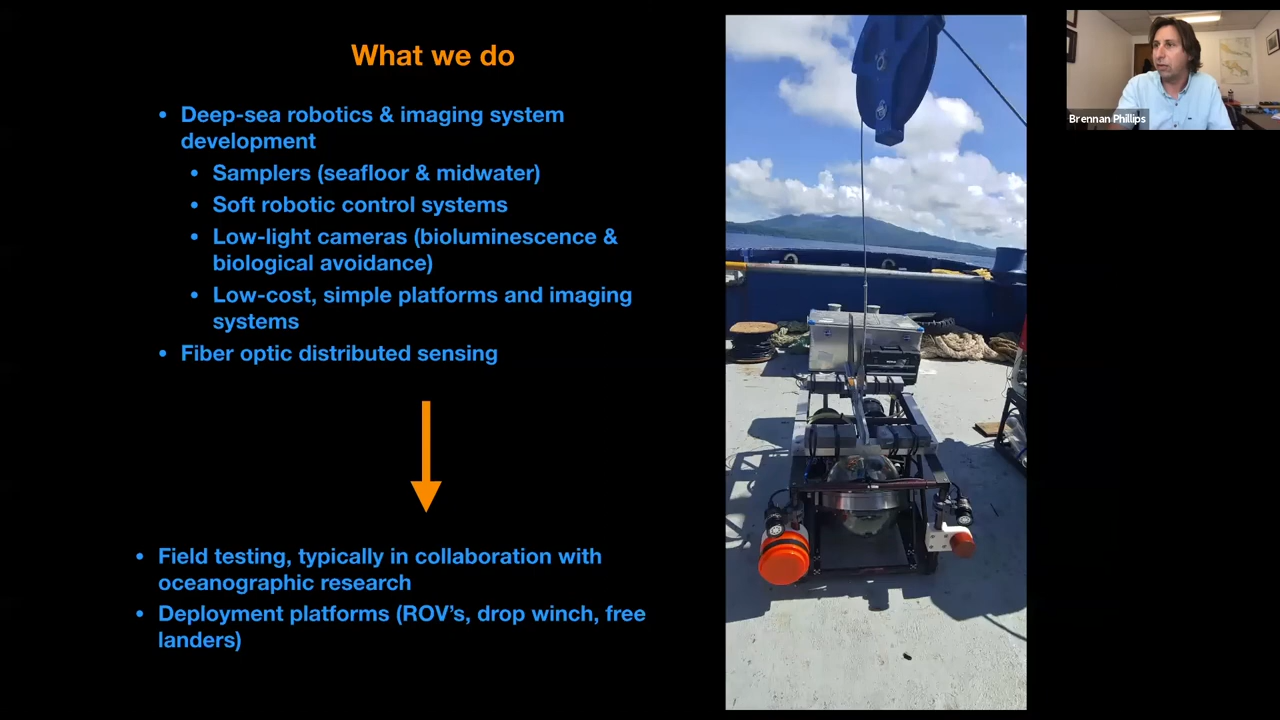 What we do
• Deep-sea robotics & imaging system
development
• Samplers (seafloor & midwater)
• Soft robotic control systems
• Low-light cameras (bioluminescence &
biological avoidance)
• Low-cost, simple platforms and imaging
systems
• Fiber optic distributed sensing
• Field testing, typically in collaboration with
oceanographic research
• Deployment platforms (ROV’s, drop winch, free
landers)
Brennan Phillips